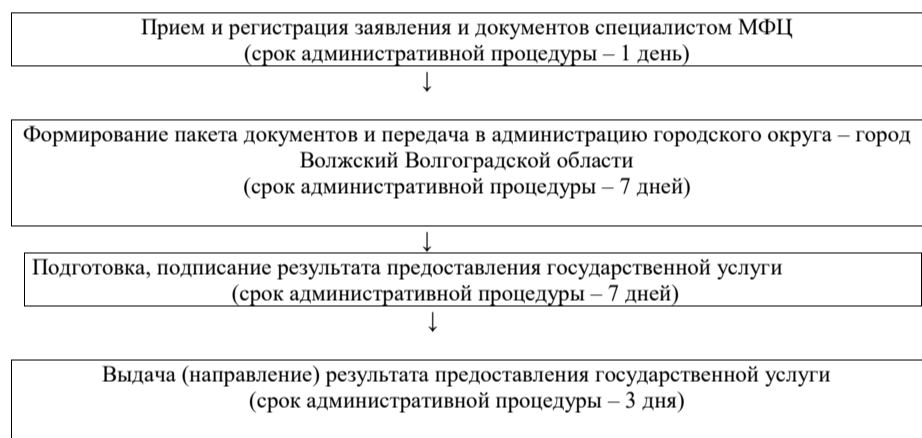 Прием и регистрация заявления и документов специалистом МФЦ
(срок административной процедуры – 1 день)
↓
Формирование пакета документов и передача в администрацию городского округа – город
Волжский Волгоградской области
(срок административной процедуры – 7 дней)
↓
Подготовка, подписание результата предоставления государственной услуги
(срок административной процедуры – 7 дней)
↓
Выдача (направление) результата предоставления государственной услуги
(срок административной процедуры – 3 дня)